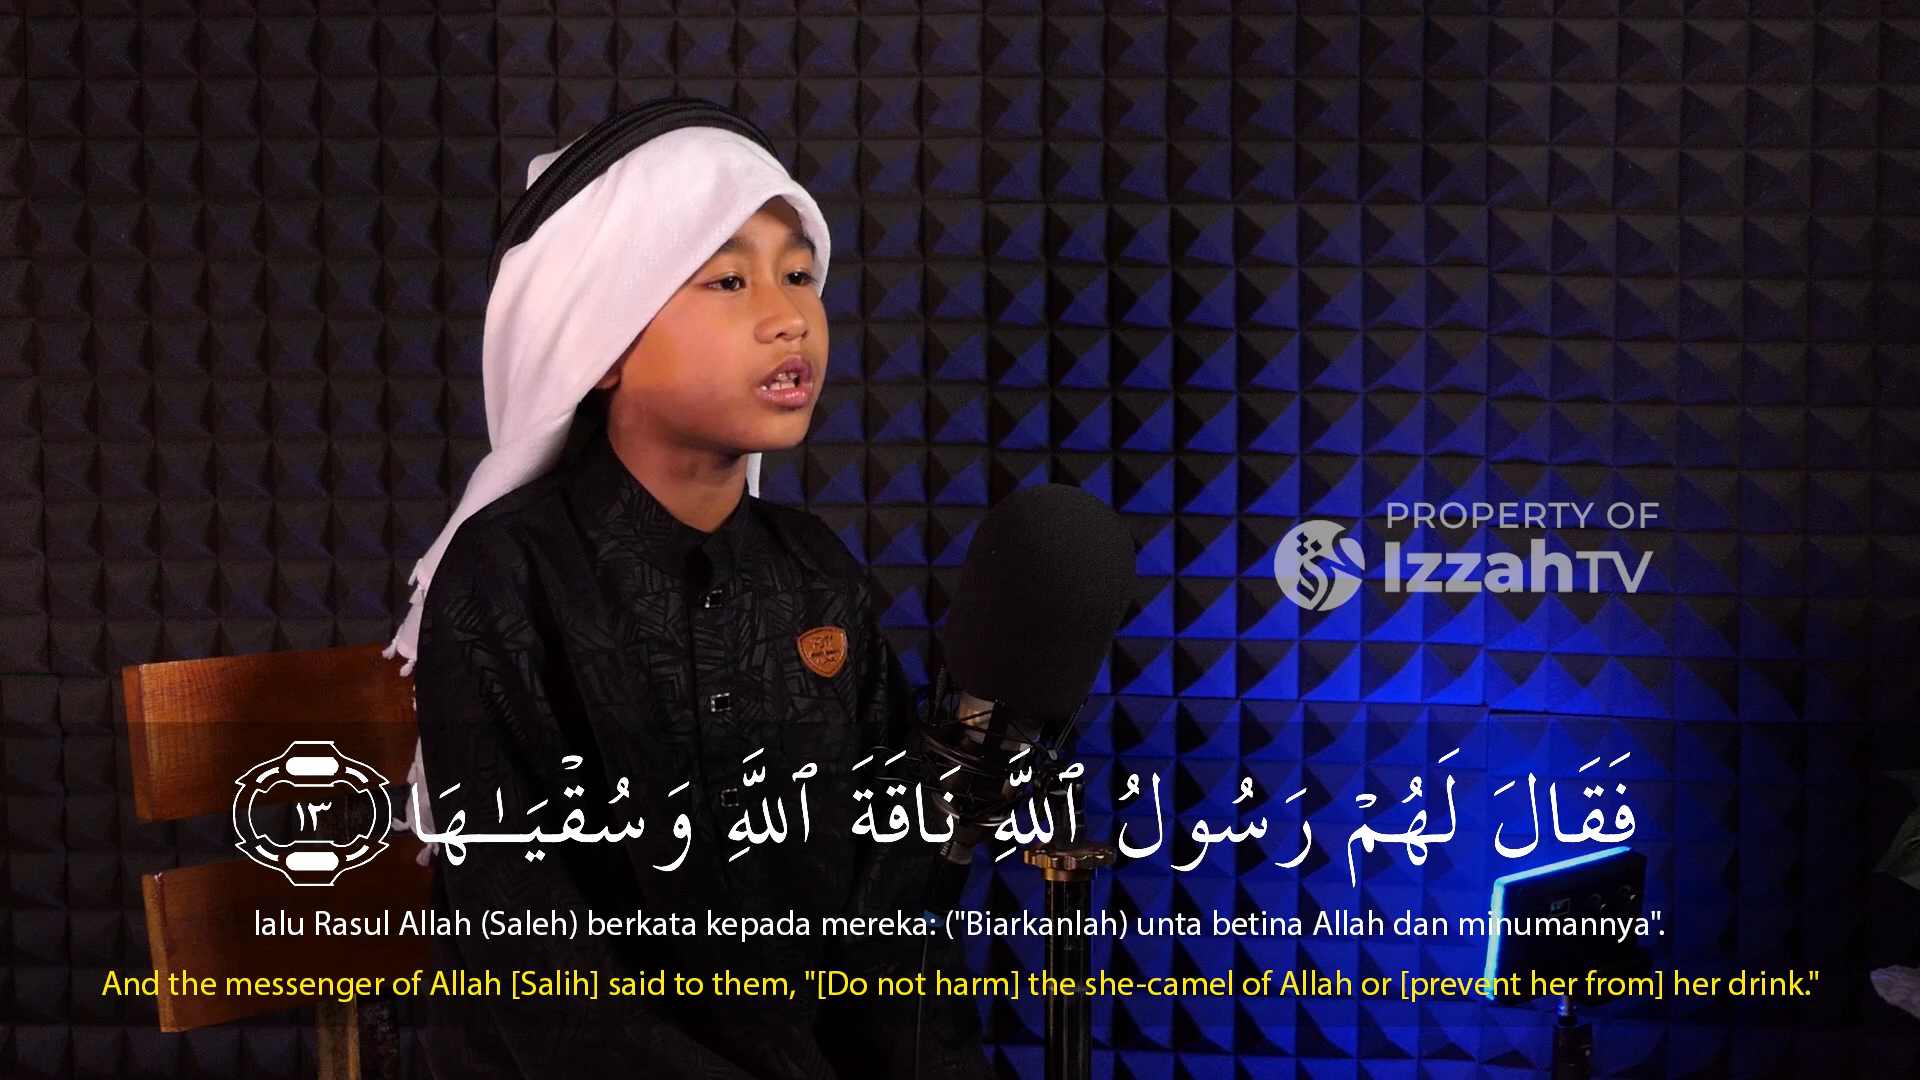 PROPERTY OF
IzzahTV
فَقَالَ لَهُمْ رَسُولُ ٱللَّهِ نَاقَةَ ٱللَّهِ وَسُقْيَـٰهَا ١٣
lalu Rasul Allah (Saleh) berkata kepada mereka: ("Biarkanlah) unta betina Allah dan minumannya".
And the messenger of Allah [Salih] said to them, "[Do not harm] the she-camel of Allah or [prevent her from] her drink."